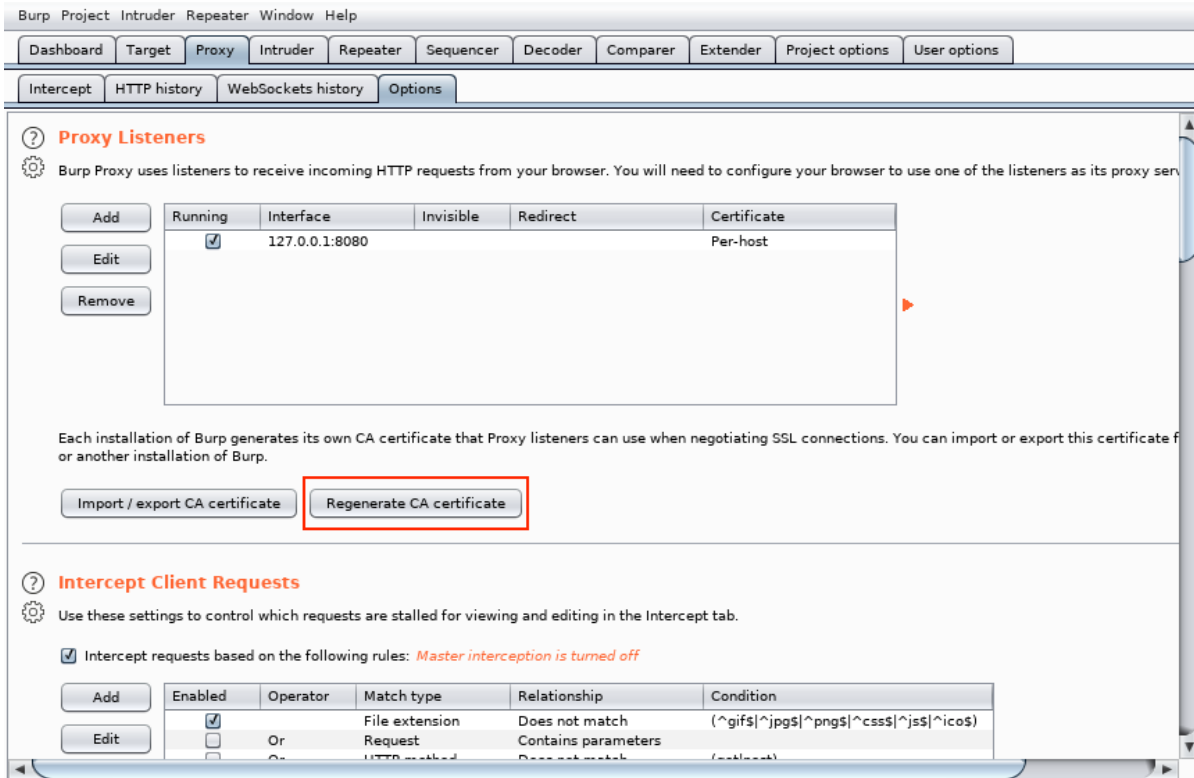 Burp Project Intruder Repeater Window Help
Dashboard Target Proxy Intruder Repeater Sequencer Decoder Comparer Extender Project options User options
Intercept HTTP history WebSockets history Options
Proxy Listeners
Burp Proxy uses listeners to receive incoming HTTP requests from your browser. You will need to configure your browser to use one of the listeners as its proxy
Add Running Interface Invisible Redirect Certificate
127.0.0.1:8080 Per-host
Edit
Remove
Each installation of Burp generates its own CA certificate that Proxy listeners can use when negotiating SSL connections. You can import or export this certificate
or another installation of Burp.
Import / export CA certificate Regenerate CA certificate
Intercept Client Requests
Use these settings to control which requests are stalled for viewing and editing in the Intercept tab.
Intercept requests based on the following rules: Master interception is turned off
Add Enabled Operator Match type Relationship Condition
File extension Does not match (^gif$|^jpg$|^png$|^css$|^js$|^ico$)
Edit Or Request Contains parameters